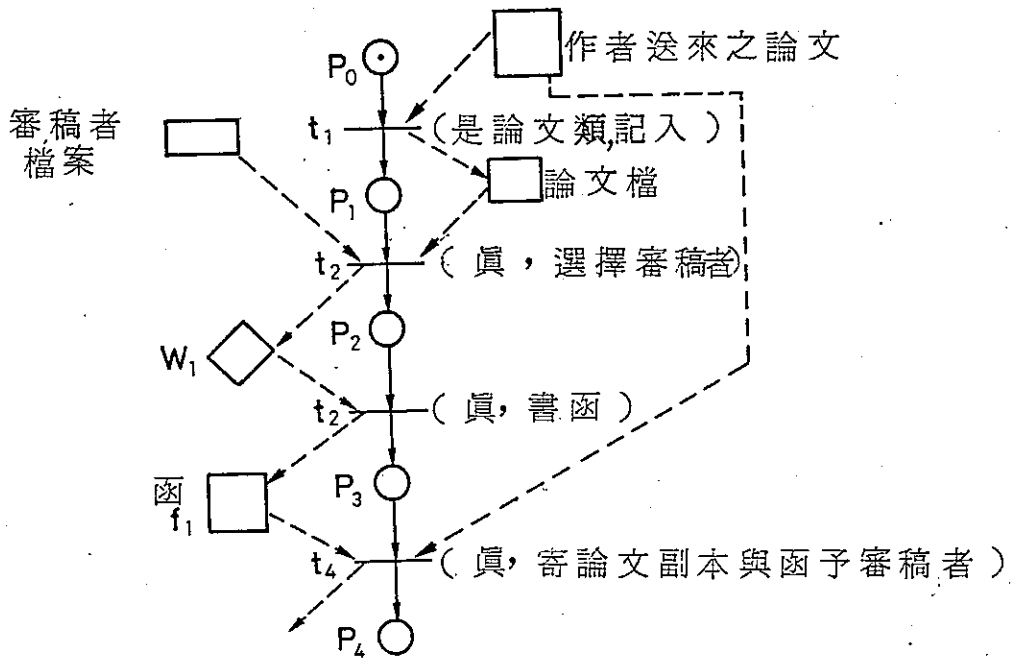 P₀
作者送來之論文
審稿者
檔案
t₁
(是論文類,記入)
P₁
論文檔
t₂
(眞,選擇審稿者)
P₂
W₁
t₂
(眞,書函)
函
f₁
P₃
t₄
(眞,寄論文副本與函予審稿者)
P₄